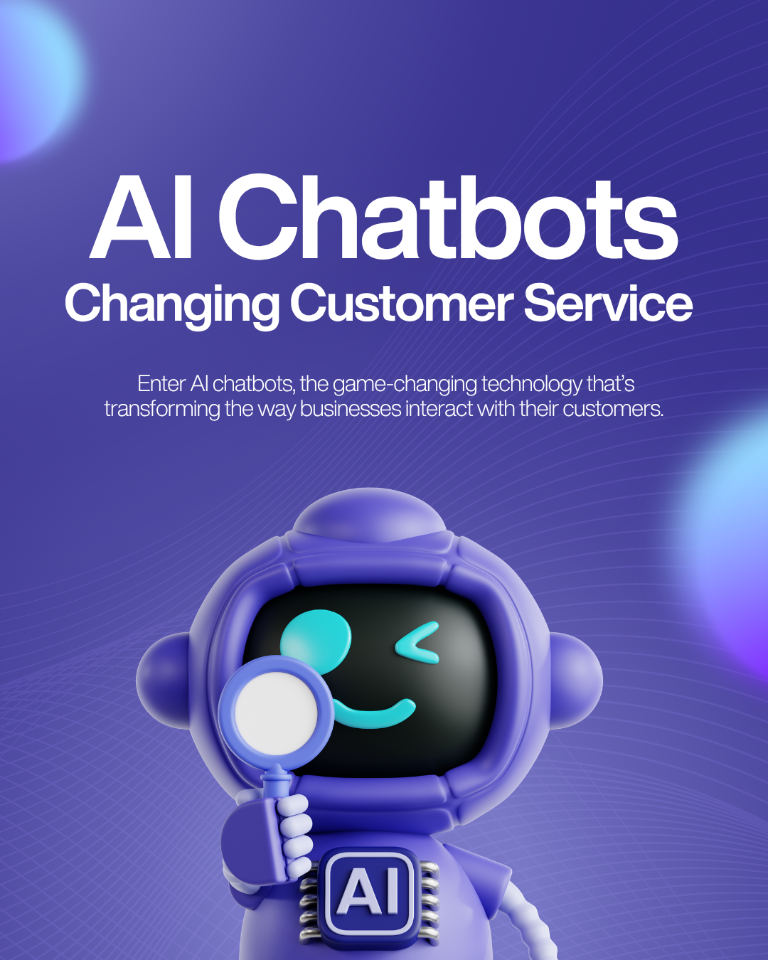 AI Chatbots
Changing Customer Service
Enter AI chatbots, the game-changing technology that's
transforming the way businesses interact with their customers.
AI